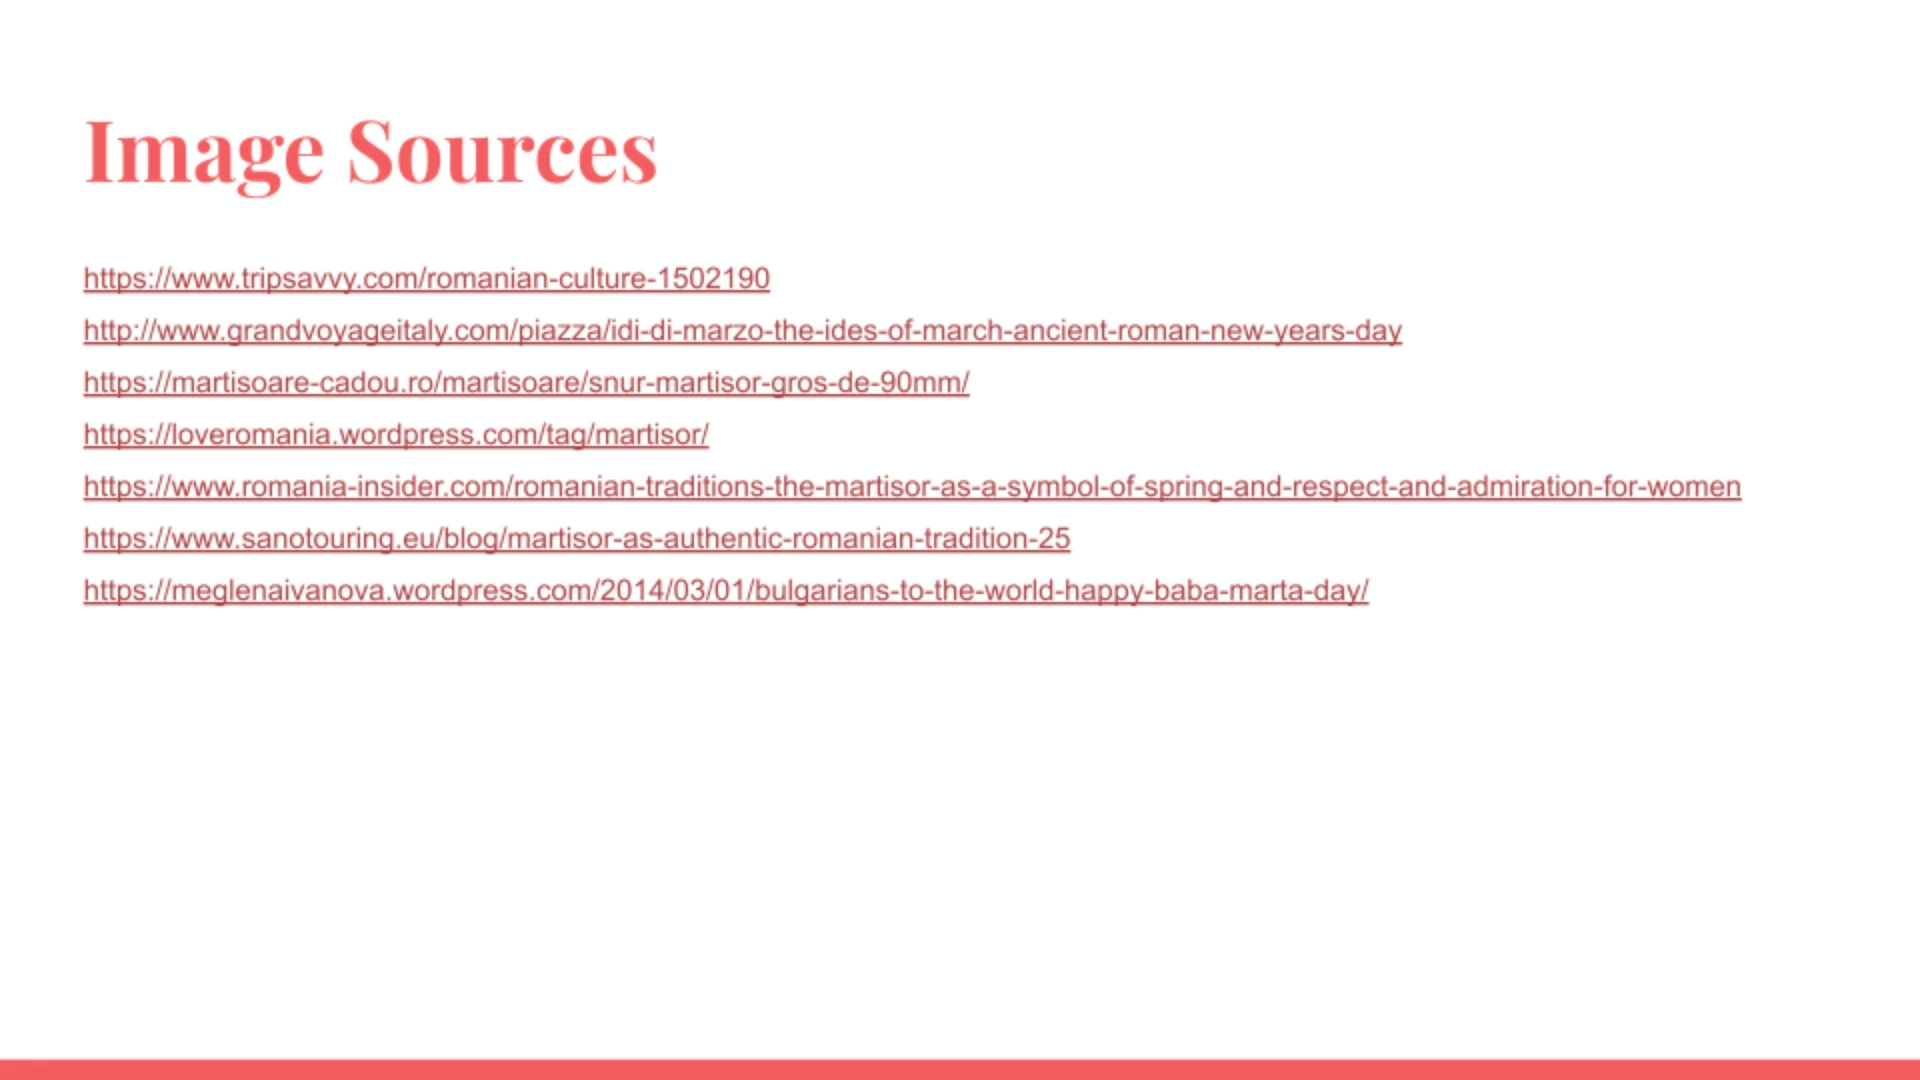 Image Sources
https://www.tripsavvy.com/romanian-culture-1502190
http://www.grandvoyageitaly.com/piazza/idi-di-marzo-the-ides-of-march-ancient-roman-new-years-day
https://martisoare-cadou.ro/martisoare/snur-martisor-gros-de-90mm/
https://loveromania.wordpress.com/tag/martisor/
https://www.romania-insider.com/romanian-traditions-the-martisor-as-a-symbol-of-spring-and-respect-and-admiration-for-women
https://www.sanotouring.eu/blog/martisor-as-authentic-romanian-tradition-25
https://meglenaivanova.wordpress.com/2014/03/01/bulgarians-to-the-world-happy-baba-marta-day/